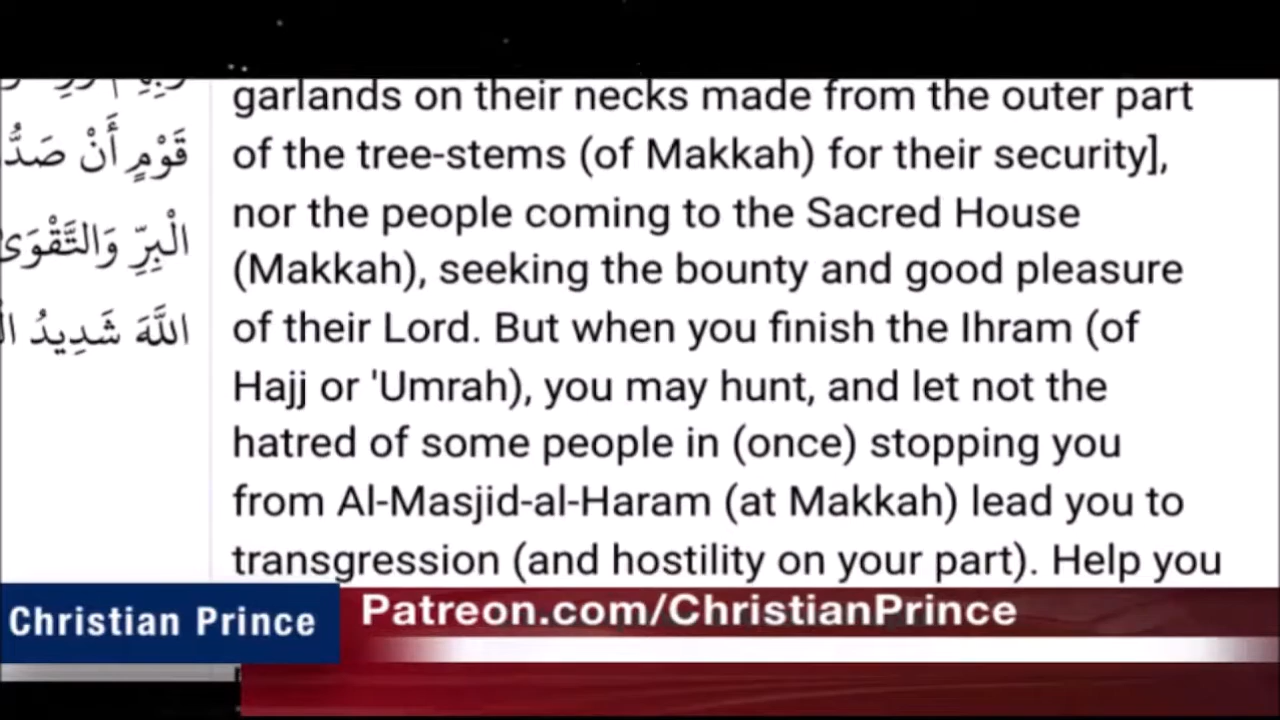 garlands on their necks made from the outer part
of the tree-stems (of Makkah) for their security],
nor the people coming to the Sacred House
(Makkah), seeking the bounty and good pleasure
of their Lord. But when you finish the Ihram (of
Hajj or 'Umrah), you may hunt, and let not the
hatred of some people in (once) stopping you
from Al-Masjid-al-Haram (at Makkah) lead you to
transgression (and hostility on your part). Help you
قَوْمٍ أَنْ صَدُّ
الْبِرِّ وَالتَّقْوَى
اللَّهَ شَدِيدُ
Christian Prince
Patreon.com/ChristianPrince